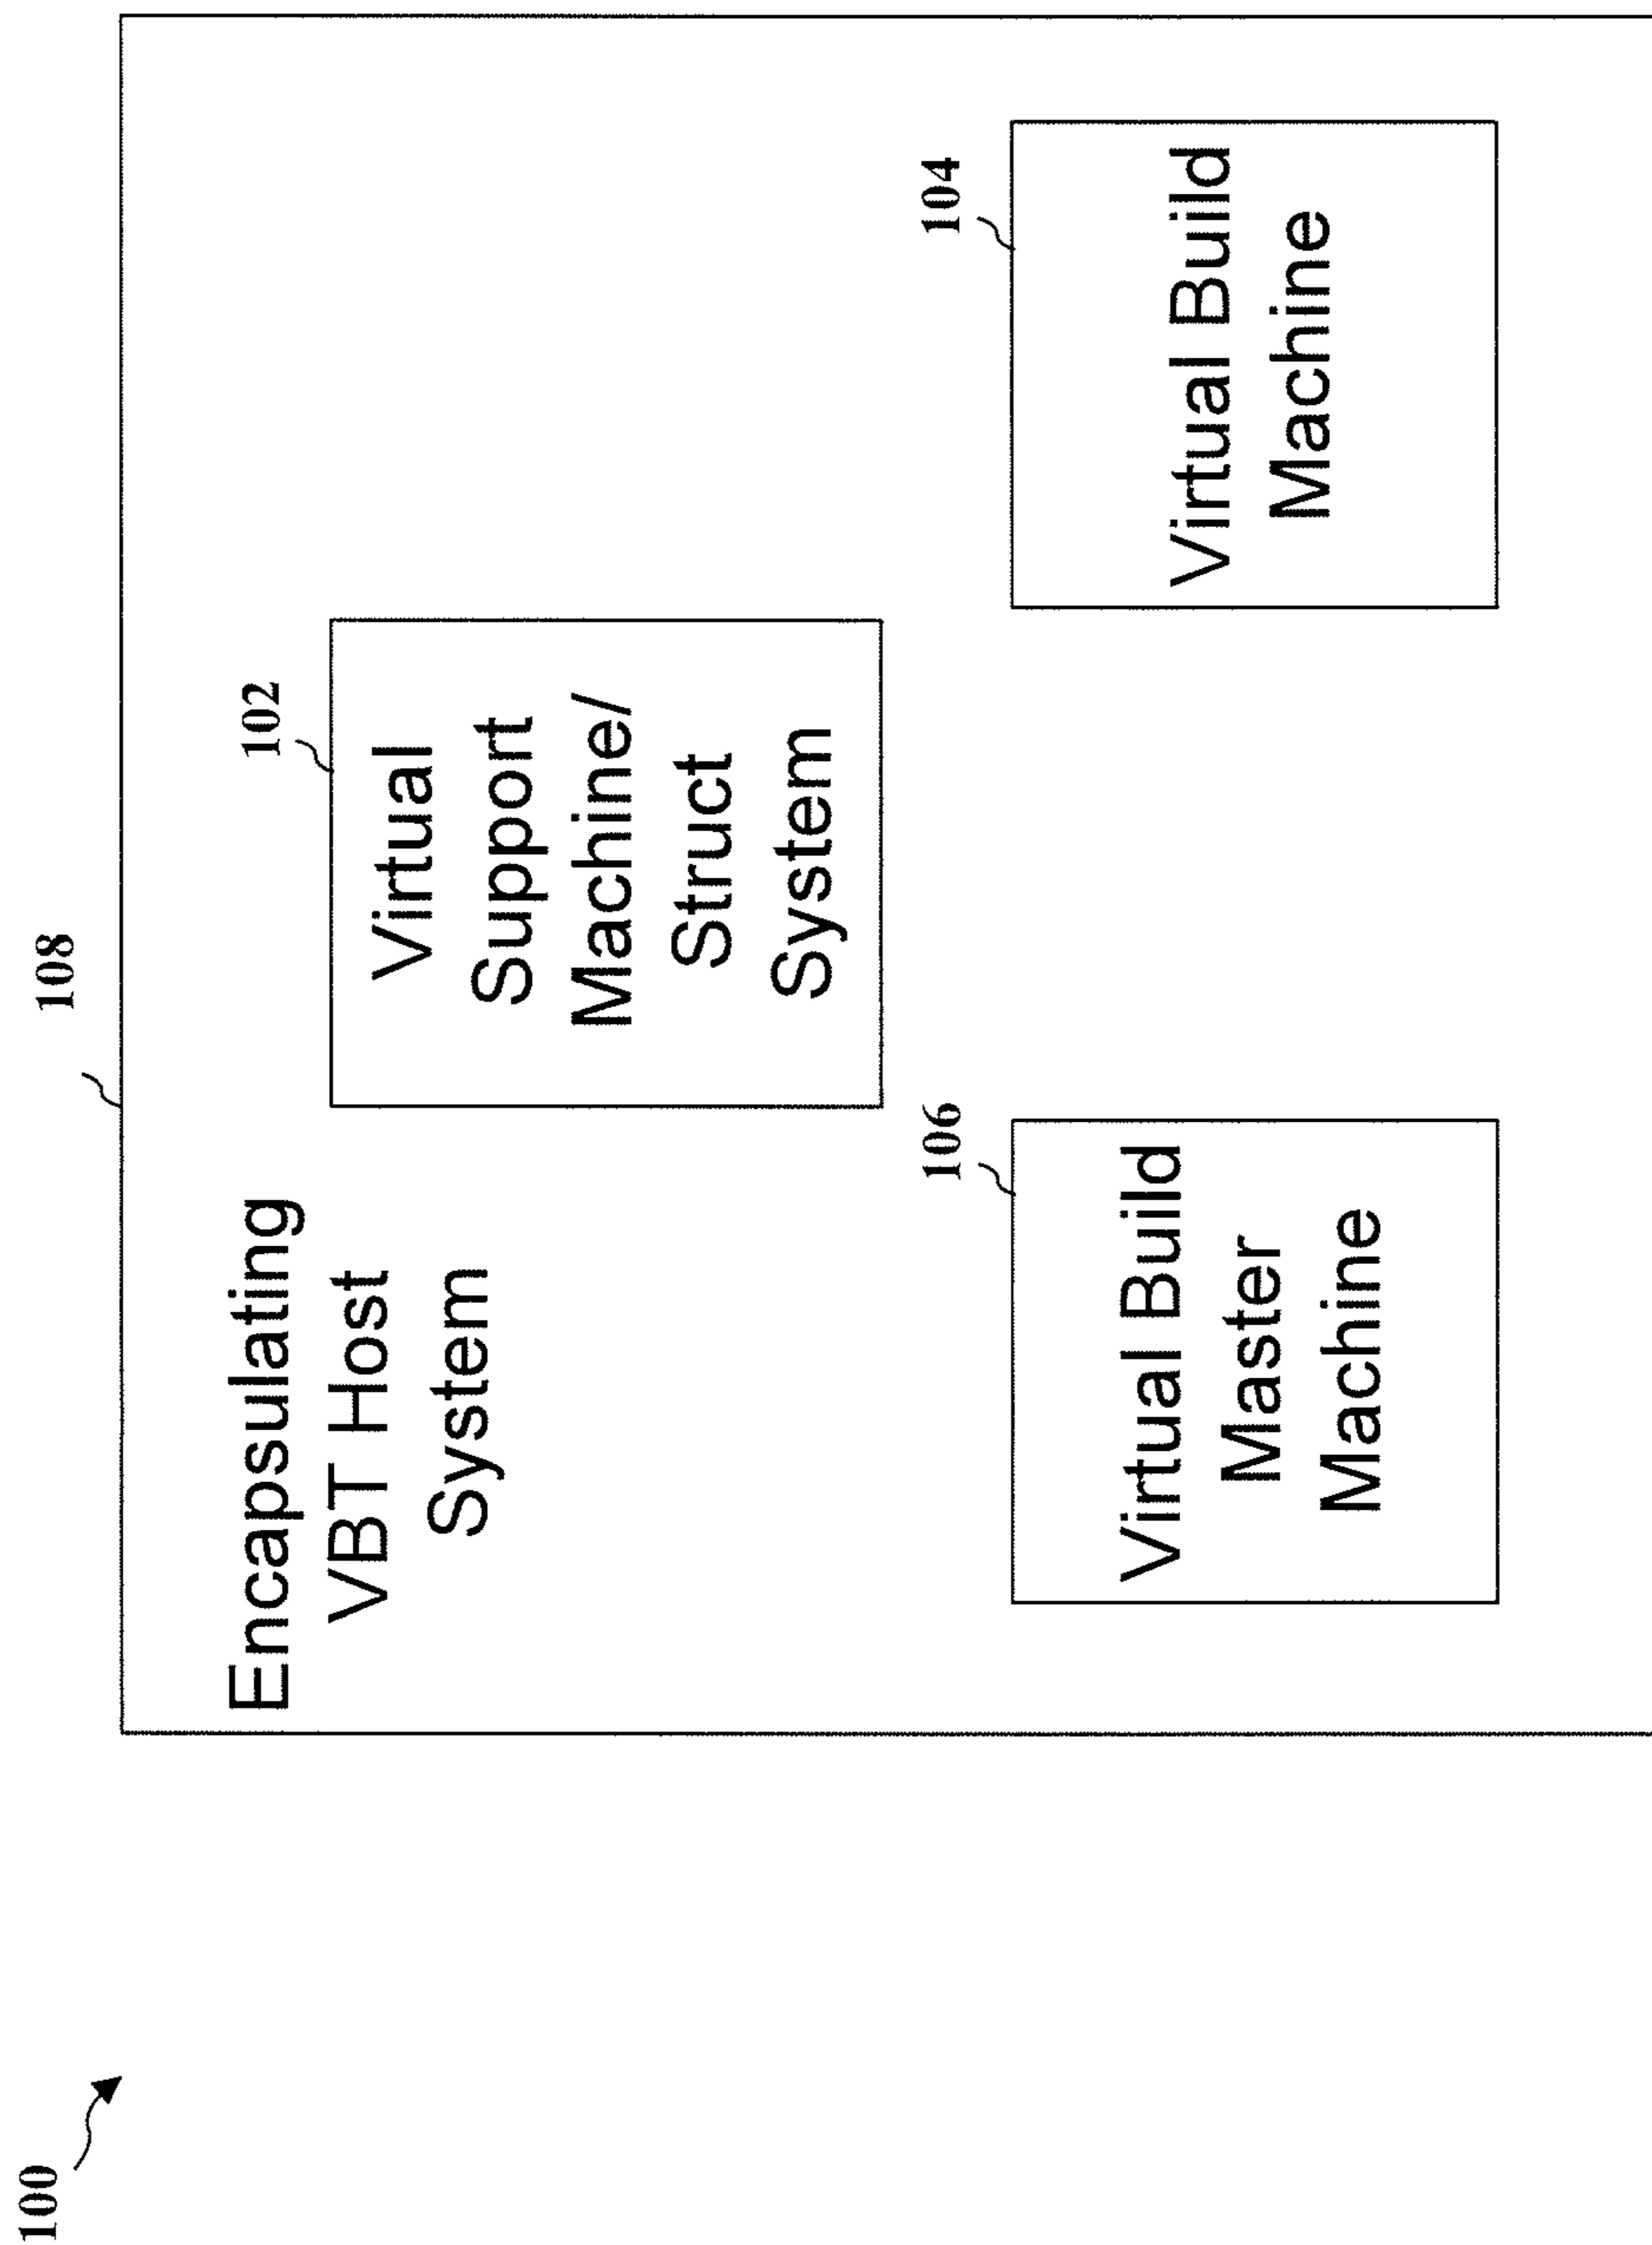 100
108
Encapsulating
VBT Host
System
102
Virtual
Support
Machine/
Struct
System
106
Virtual Build
Master
Machine
104
Virtual Build
Machine